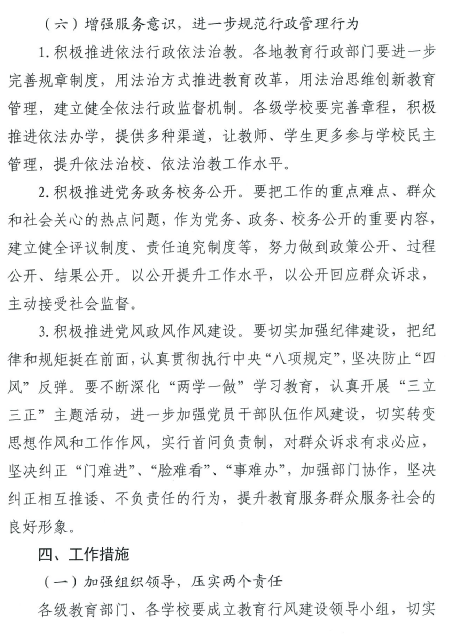 （六）增强服务意识，进一步规范行政管理行为
1.积极推进依法行政依法治教。各地教育行政部门要进一步
完善规章制度，用法治方式推进教育改革，用法治思维创新教育
管理，建立健全依法行政监督机制。各级学校要完善章程，积极
推进依法办学，提供多种渠道，让教师、学生更多参与学校民主
管理，提升依法治校、依法治教工作水平。
2.积极推进党务政务校务公开。要把工作的重点难点、群众
和社会关心的热点问题，作为党务、政务、校务公开的重要内容，
建立健全评议制度、责任追究制度等，努力做到政策公开、过程
公开、结果公开。以公开提升工作水平，以公开回应群众诉求，
主动接受社会监督。
3.积极推进党风政风作风建设。要切实加强纪律建设，把纪
律和规矩挺在前面，认真贯彻执行中央“八项规定”，坚决防止“四
风”反弹。要不断深化“两学一做”学习教育，认真开展“三立
三正”主题活动，进一步加强党员干部队伍作风建设，切实转变
思想作风和工作作风，实行首问负责制，对群众诉求有求必应，
坚决纠正“门难进”、“脸难看”、“事难办”，加强部门协作，坚决
纠正相互推诿、不负责任的行为，提升教育服务群众服务社会的
良好形象。
四、工作措施
（一）加强组织领导，压实两个责任
各级教育部门、各学校要成立教育行风建设领导小组，切实